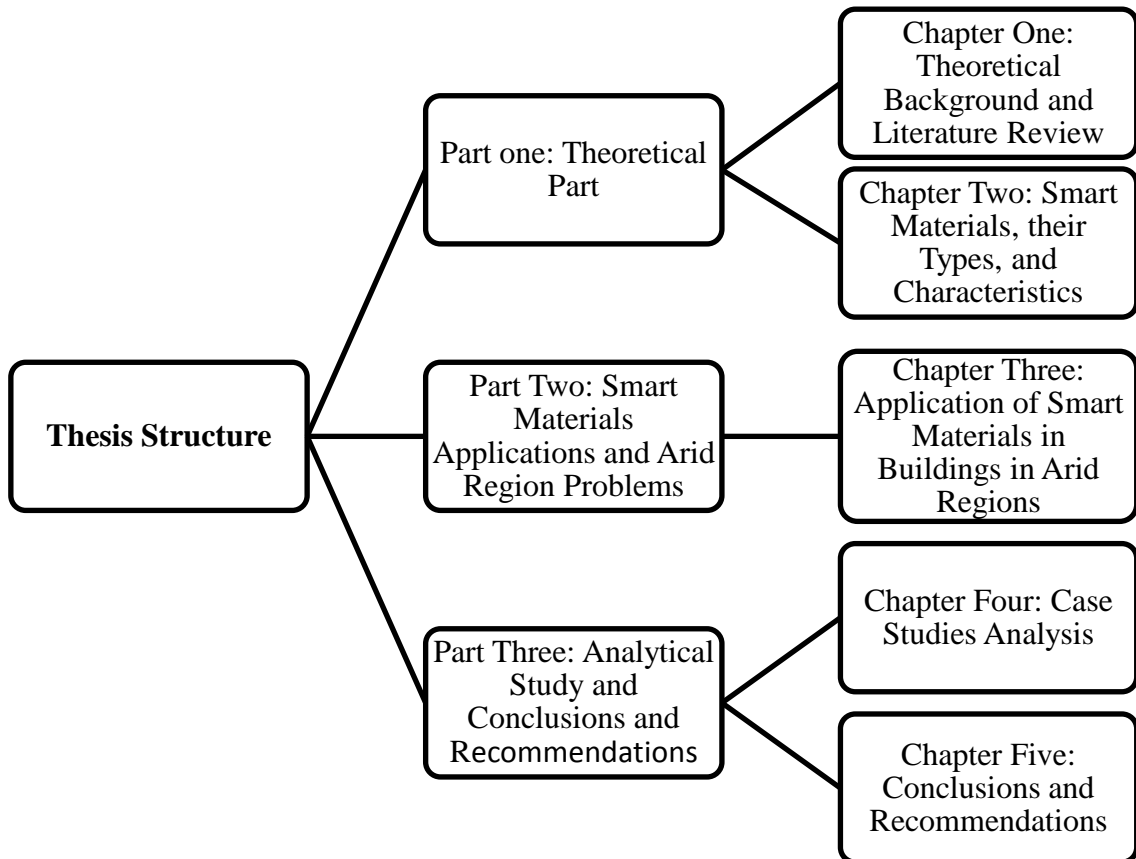 Thesis Structure
Part one: Theoretical
Part
Chapter One:
Theoretical
Background and
Literature Review
Chapter Two: Smart
Materials, their
Types, and
Characteristics
Part Two: Smart
Materials
Applications and Arid
Region Problems
Chapter Three:
Application of Smart
Materials in
Buildings in Arid
Regions
Part Three: Analytical
Study and
Conclusions and
Recommendations
Chapter Four: Case
Studies Analysis
Chapter Five:
Conclusions and
Recommendations